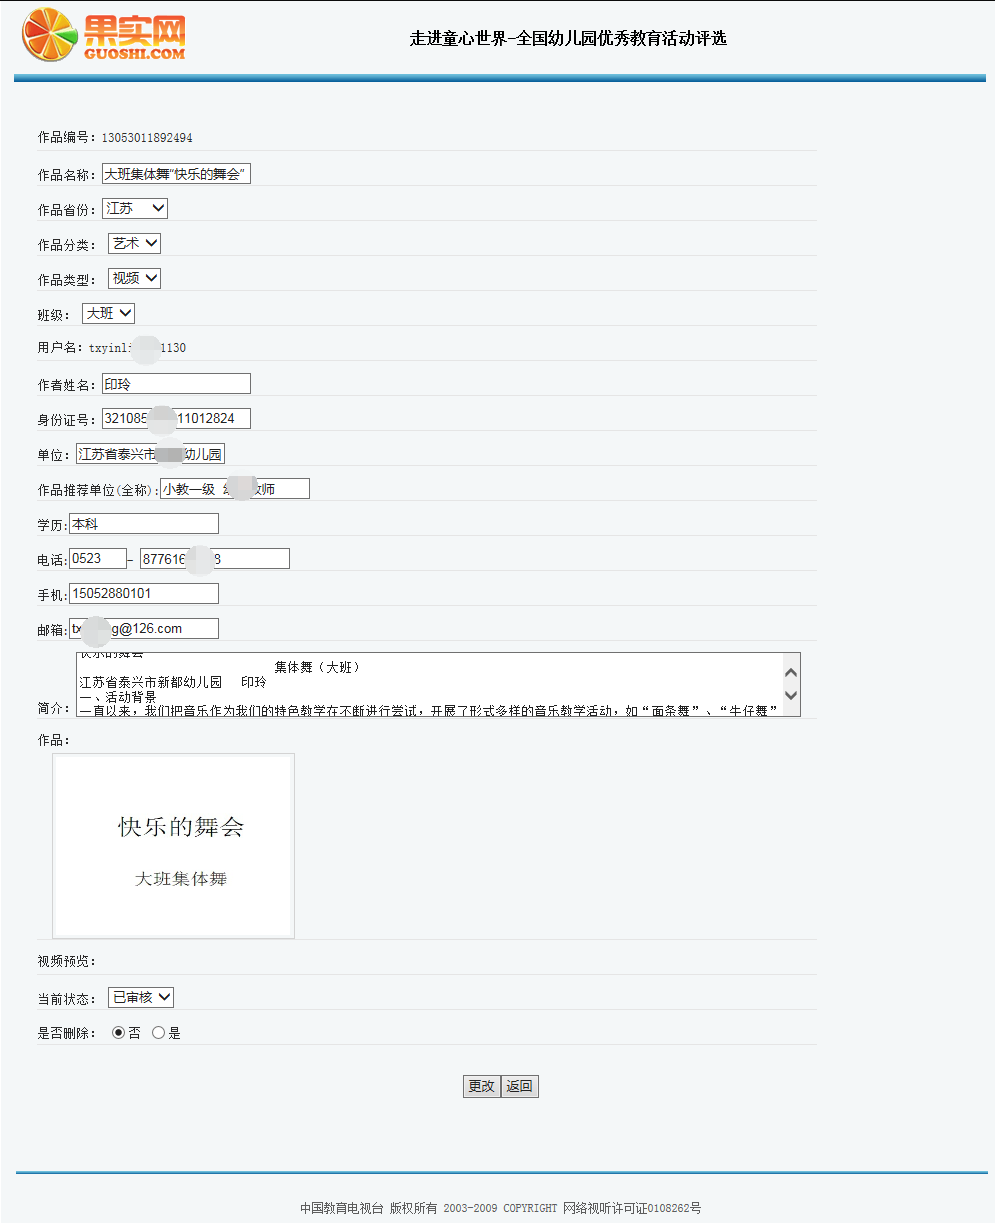 果实网
GUOSHI.COM
走进童心世界-全国幼儿园优秀教育活动评选
作品编号：13053011892494
作品名称：大班集体舞“快乐的舞会”
作品省份：江苏
作品分类：艺术
作品类型：视频
班级：大班
用户名：txyinli 1130
作者姓名：印玲
身份证号：321085 11012824
单位：江苏省泰兴市 幼儿园
作品推荐单位(全称):小教一级 教师
学历:本科
电话:0523 - 877616 8
手机:15052880101
邮箱:tx g@126.com
快乐的舞会
集体舞（大班）
江苏省泰兴市新都幼儿园 印玲
一、活动背景
简介：一直以来，我们把音乐作为我们的特色教学在不断进行尝试，开展了形式多样的音乐教学活动，如“面条舞”、“牛仔舞”
作品：
快乐的舞会
大班集体舞
视频预览：
当前状态：已审核
是否删除：否 是
更改 返回
中国教育电视台 版权所有 2003-2009 COPYRIGHT 网络视听许可证0108262号